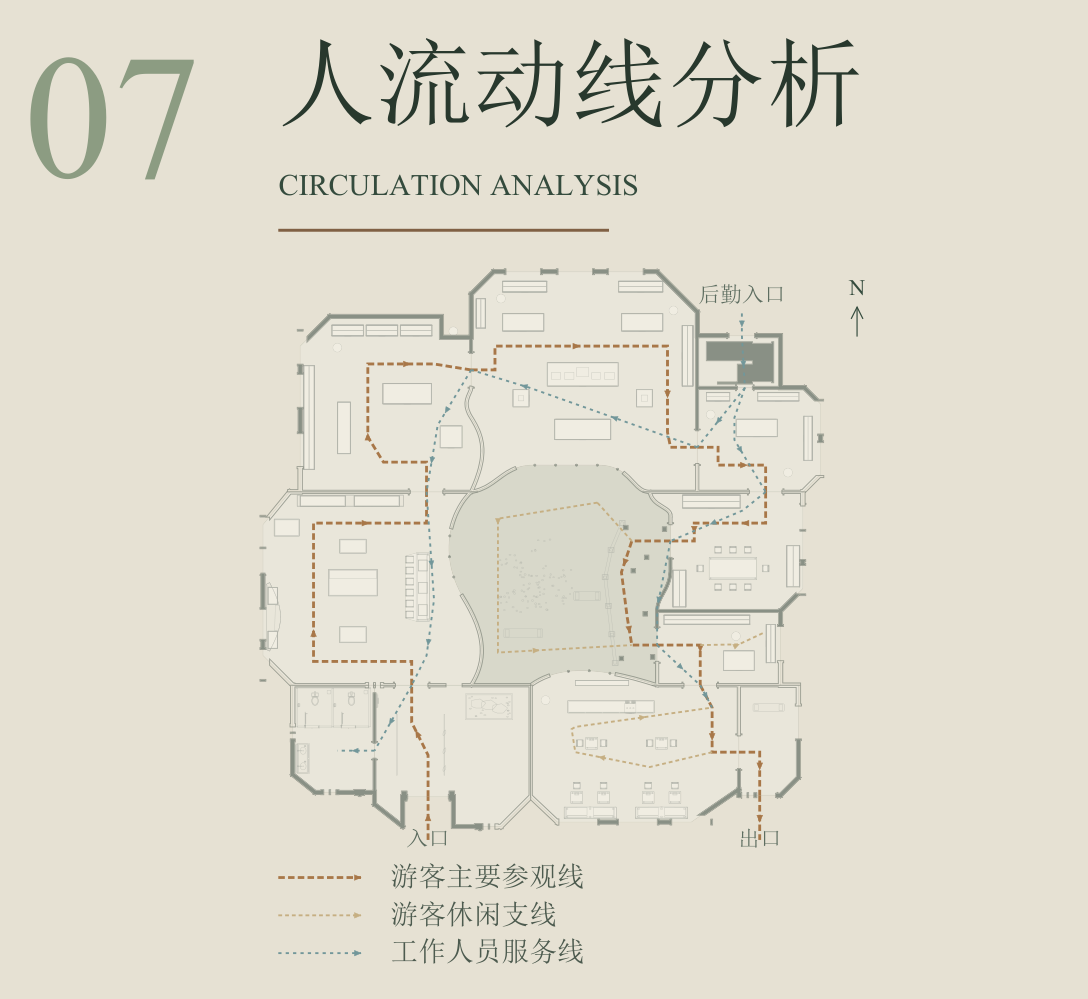 07
人流动线分析
CIRCULATION ANALYSIS
后勤入口
N
入口
出口
游客主要参观线
游客休闲支线
工作人员服务线